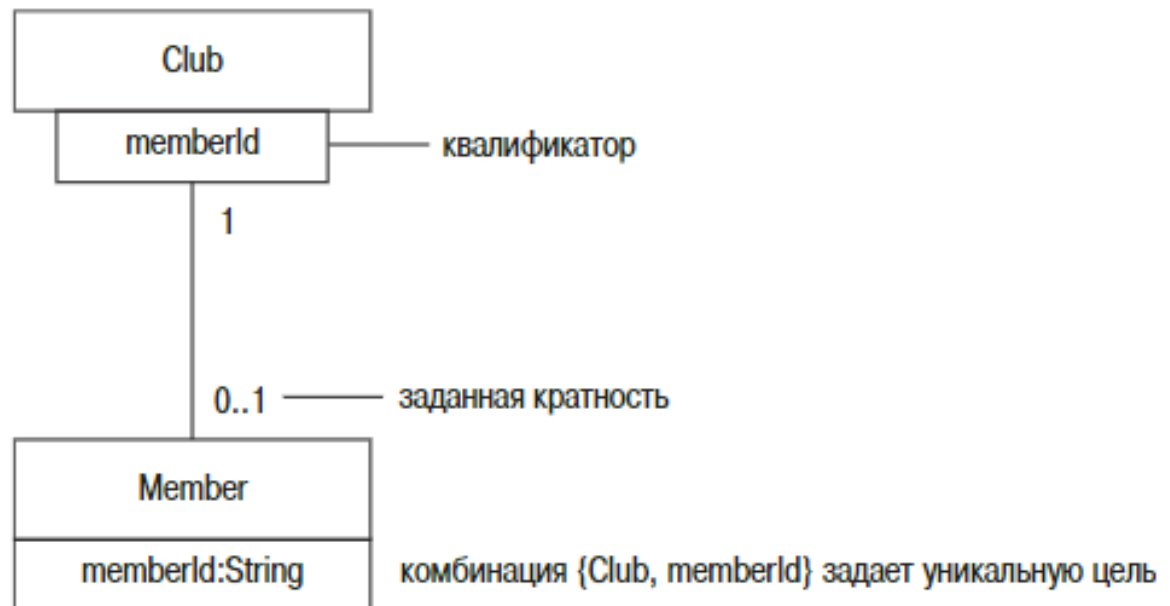 Club
memberId
квалификатор
1
0..1
заданная кратность
Member
memberId:String
комбинация {Club, memberId} задает уникальную цель